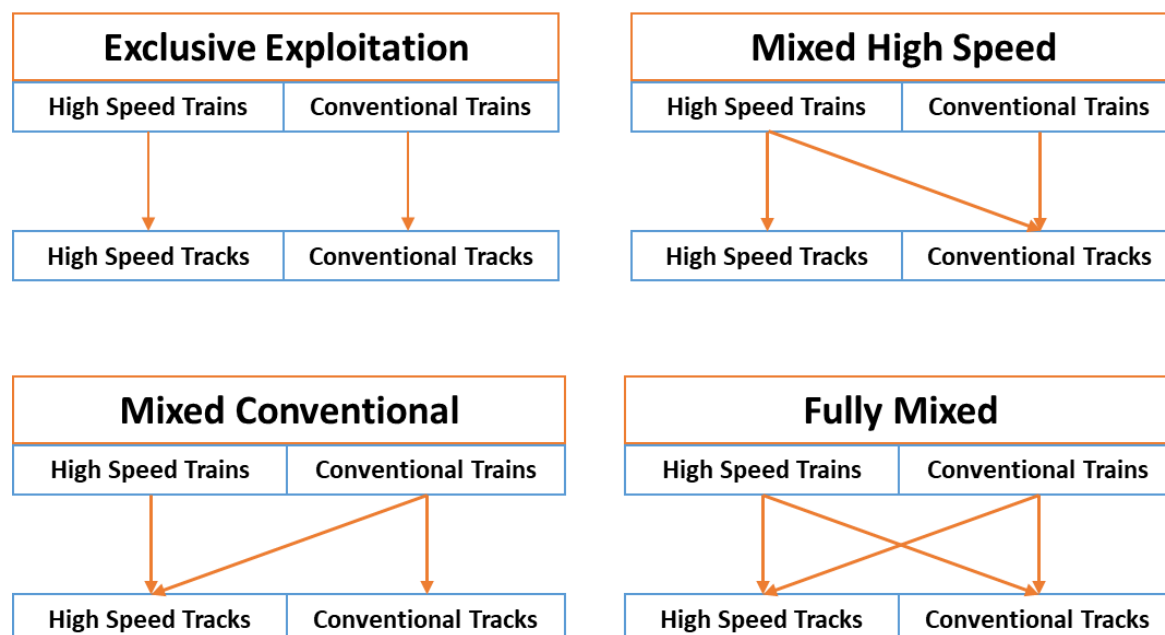 Exclusive Exploitation
High Speed Trains
Conventional Trains
High Speed Tracks
Conventional Tracks
Mixed High Speed
High Speed Trains
Conventional Trains
High Speed Tracks
Conventional Tracks
Mixed Conventional
High Speed Trains
Conventional Trains
High Speed Tracks
Conventional Tracks
Fully Mixed
High Speed Trains
Conventional Trains
High Speed Tracks
Conventional Tracks